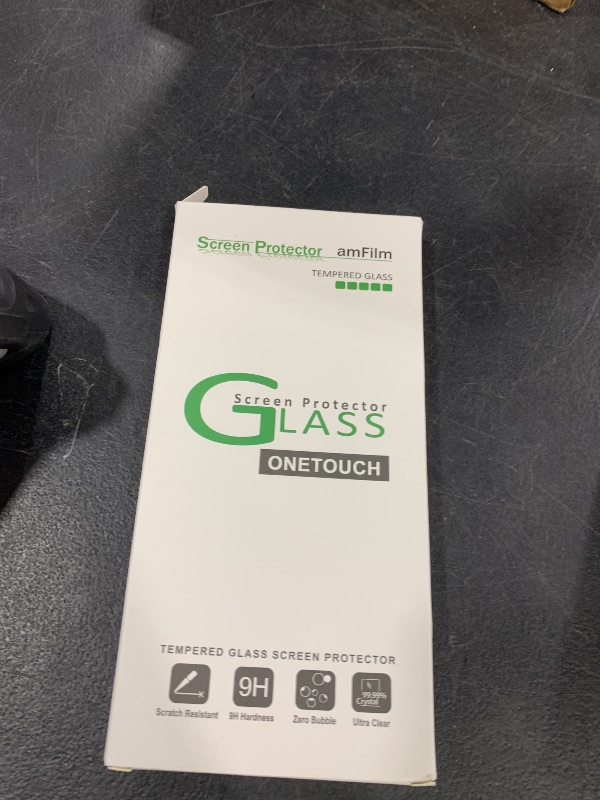 Screen Protector amFilm
TEMPERED GLASS
Screen Protector
GLASS
ONETOUCH
TEMPERED GLASS SCREEN PROTECTOR
9H
99.99%
Crystal
Scratch Resistant 9H Hardness Zero Bubble Ultra Clear